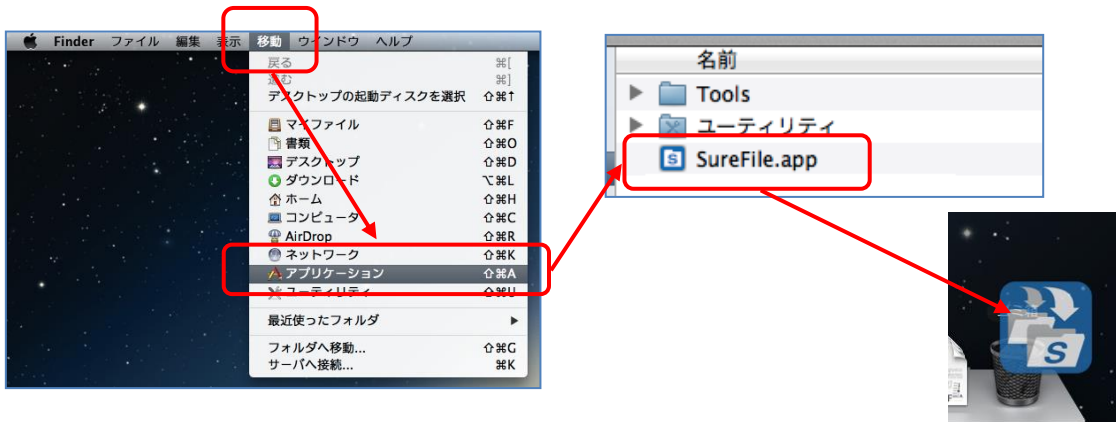 Finder ファイル 編集 表示 移動 ウインドウ ヘルプ
戻る ⌘[
進む ⌘]
デスクトップの起動ディスクを選択 ⇧⌘↑
マイファイル ⇧⌘F
書類 ⇧⌘O
デスクトップ ⇧⌘D
ダウンロード ⌥⌘L
ホーム ⇧⌘H
コンピュータ ⇧⌘C
AirDrop ⇧⌘R
ネットワーク ⇧⌘K
アプリケーション ⇧⌘A
ユーティリティ ⇧⌘U
最近使ったフォルダ ▶
フォルダへ移動... ⇧⌘G
サーバへ接続... ⌘K
名前
▶ Tools
▶ ユーティリティ
S SureFile.app
S